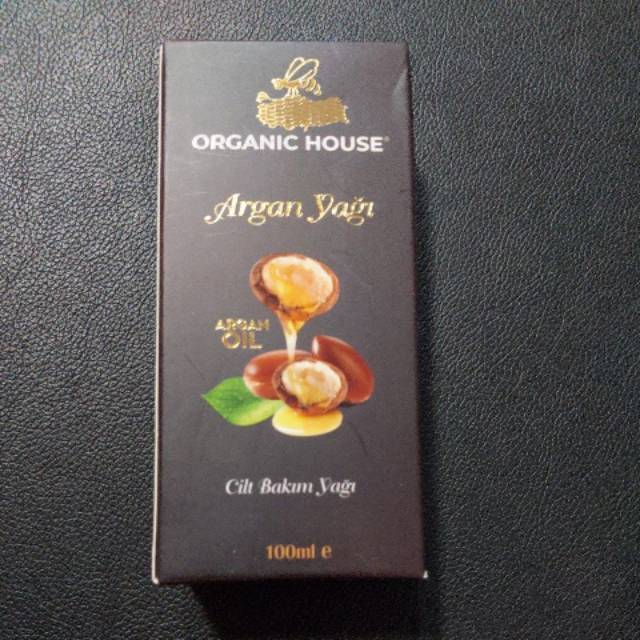 ORGANIC HOUSE®
Argan Yağı
ARGAN
OIL
Cilt Bakım Yağı
100ml e